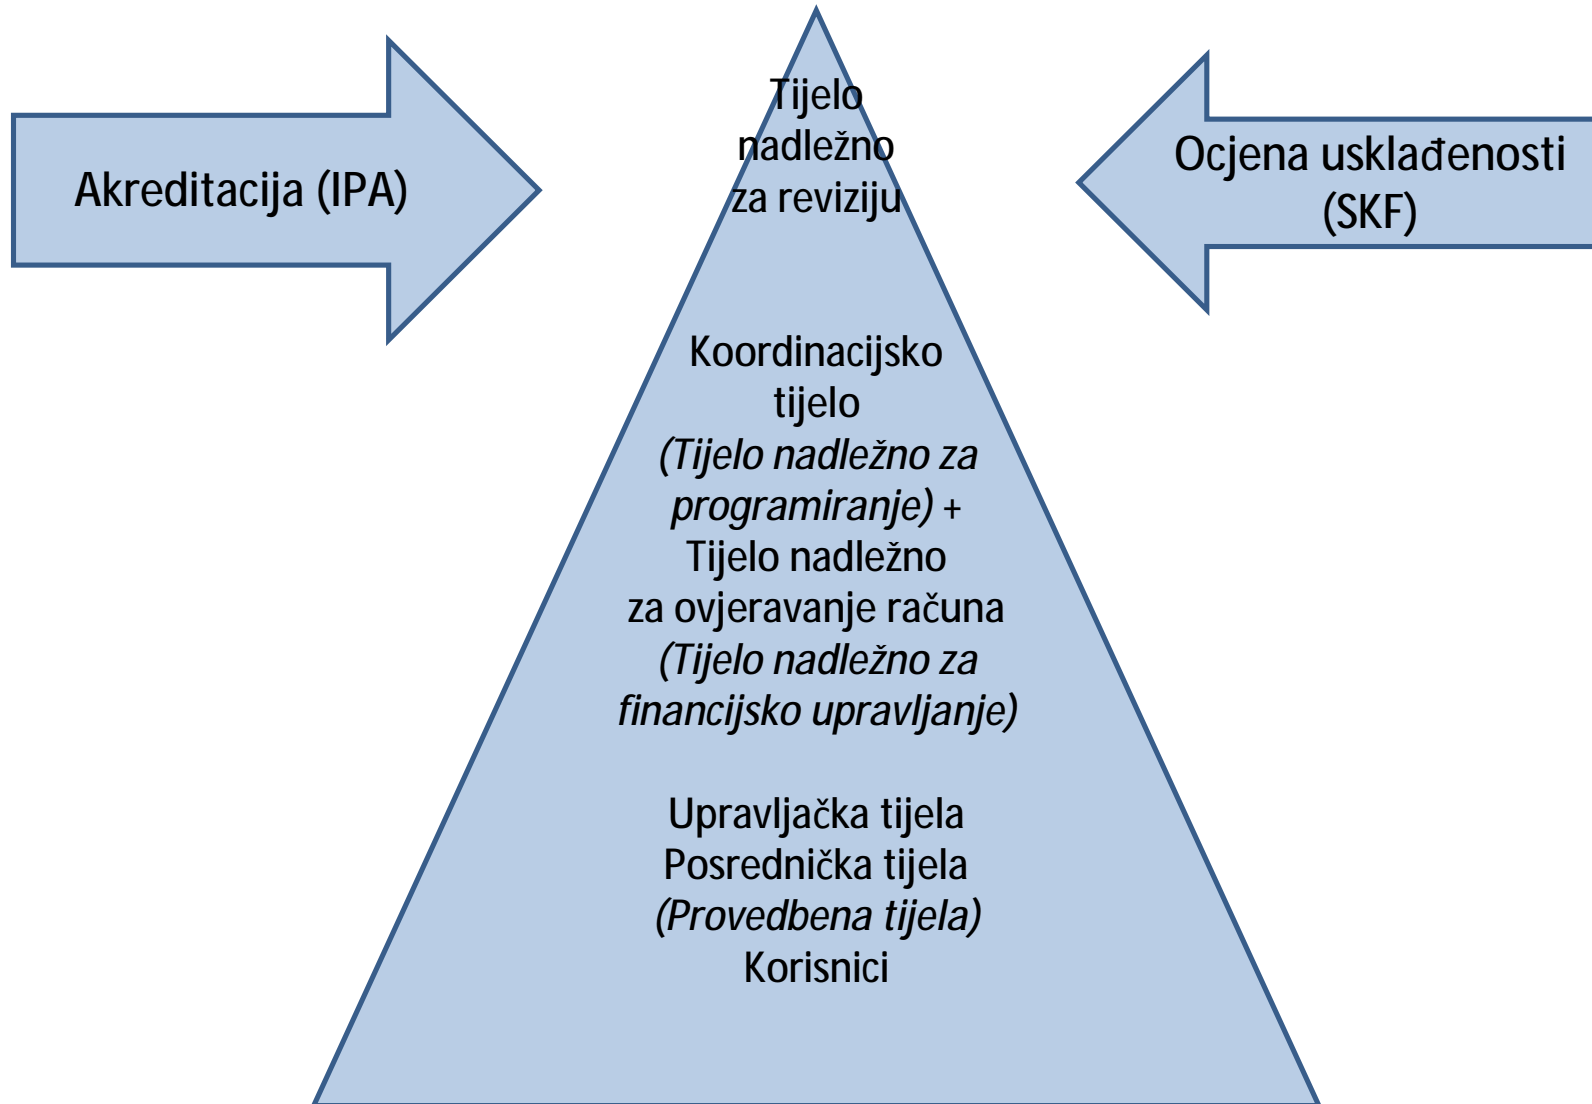 Akreditacija (IPA)
Tijelo
nadležno
za reviziju
Ocjena usklađenosti
(SKF)
Koordinacijsko
tijelo
(Tijelo nadležno za
programiranje) +
Tijelo nadležno
za ovjeravanje računa
(Tijelo nadležno za
financijsko upravljanje)
Upravljačka tijela
Posrednička tijela
(Provedbena tijela)
Korisnici